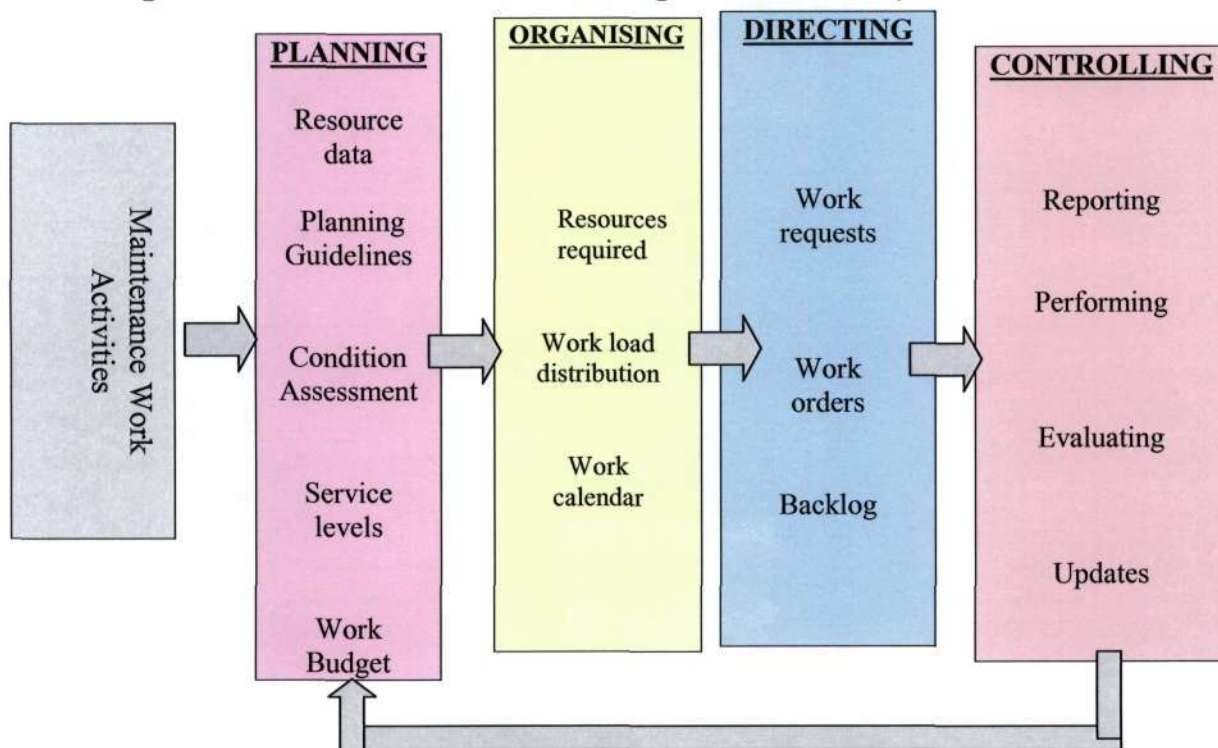 Maintenance Work
Activities
PLANNING
Resource
data
Planning
Guidelines
Condition
Assessment
Service
levels
Work
Budget
ORGANISING
Resources
required
Work load
distribution
Work
calendar
DIRECTING
Work
requests
Work
orders
Backlog
CONTROLLING
Reporting
Performing
Evaluating
Updates